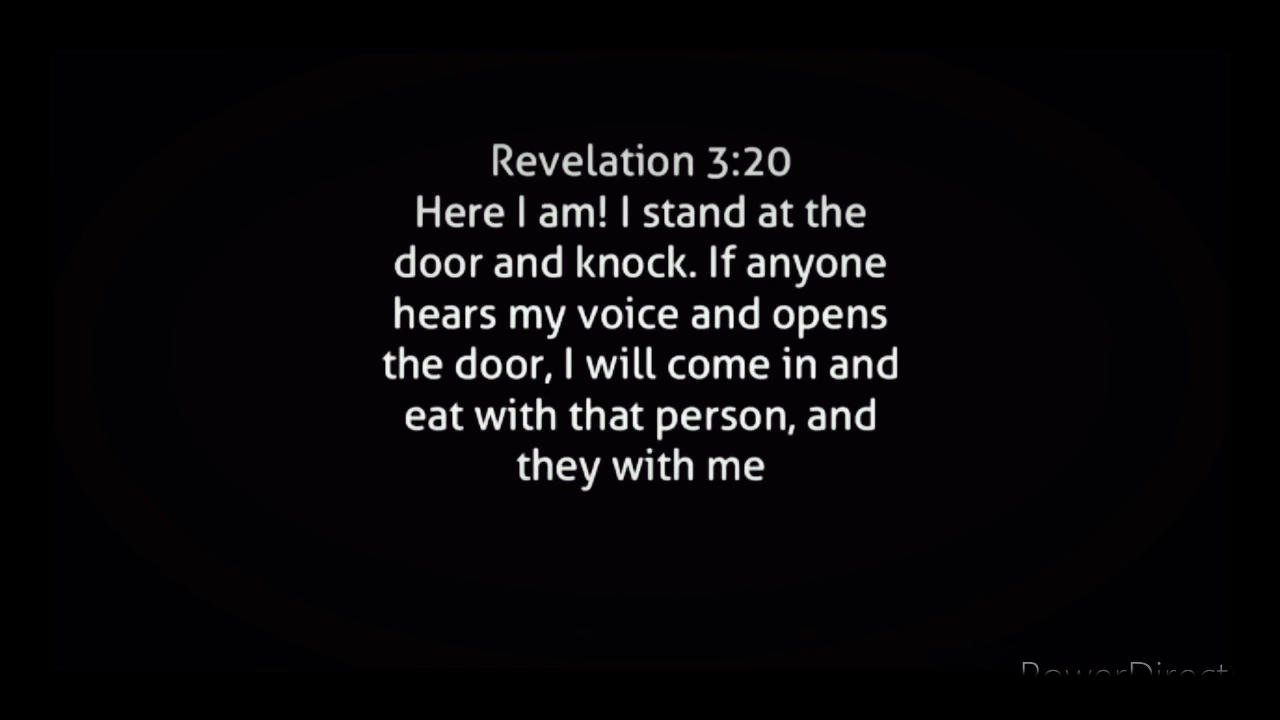 Revelation 3:20
Here I am! I stand at the
door and knock. If anyone
hears my voice and opens
the door, I will come in and
eat with that person, and
they with me
PowerDirect